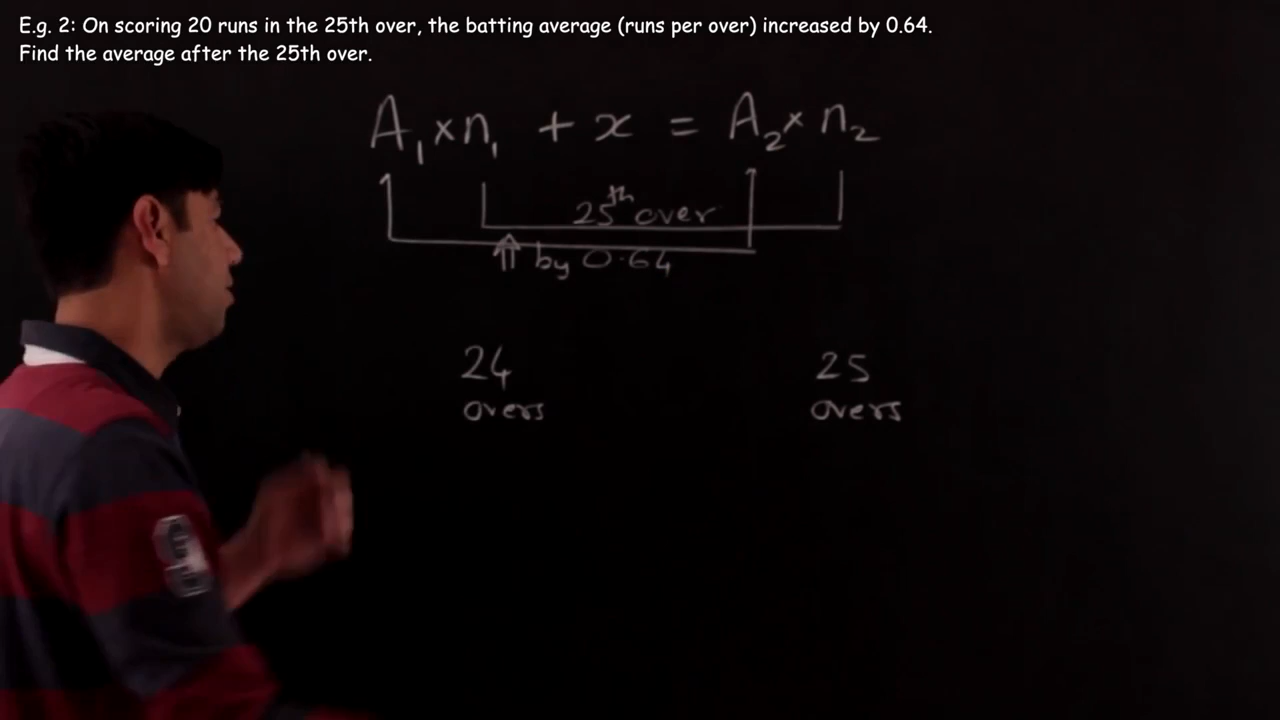 E.g. 2: On scoring 20 runs in the 25th over, the batting average (runs per over) increased by 0.64.
Find the average after the 25th over.
A₁×n₁ + x = A₂×n₂
25th over
⇑ by 0.64
24 25
overs overs